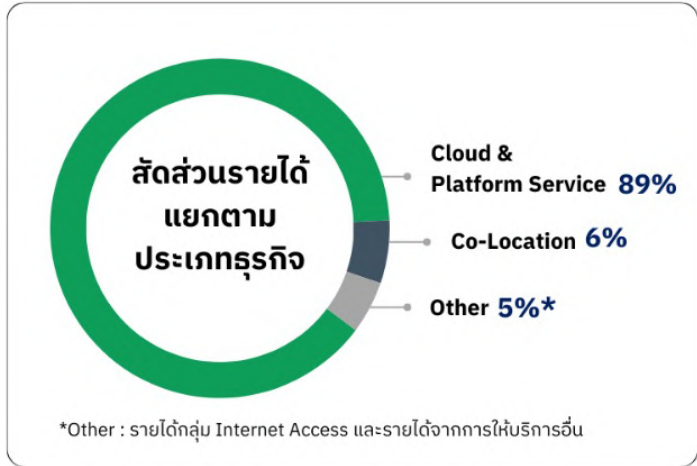 สัดส่วนรายได้
แยกตาม
ประเภทธุรกิจ
Cloud &
Platform Service 89%
Co-Location 6%
Other 5%*
*Other : รายได้กลุ่ม Internet Access และรายได้จากการให้บริการอื่น